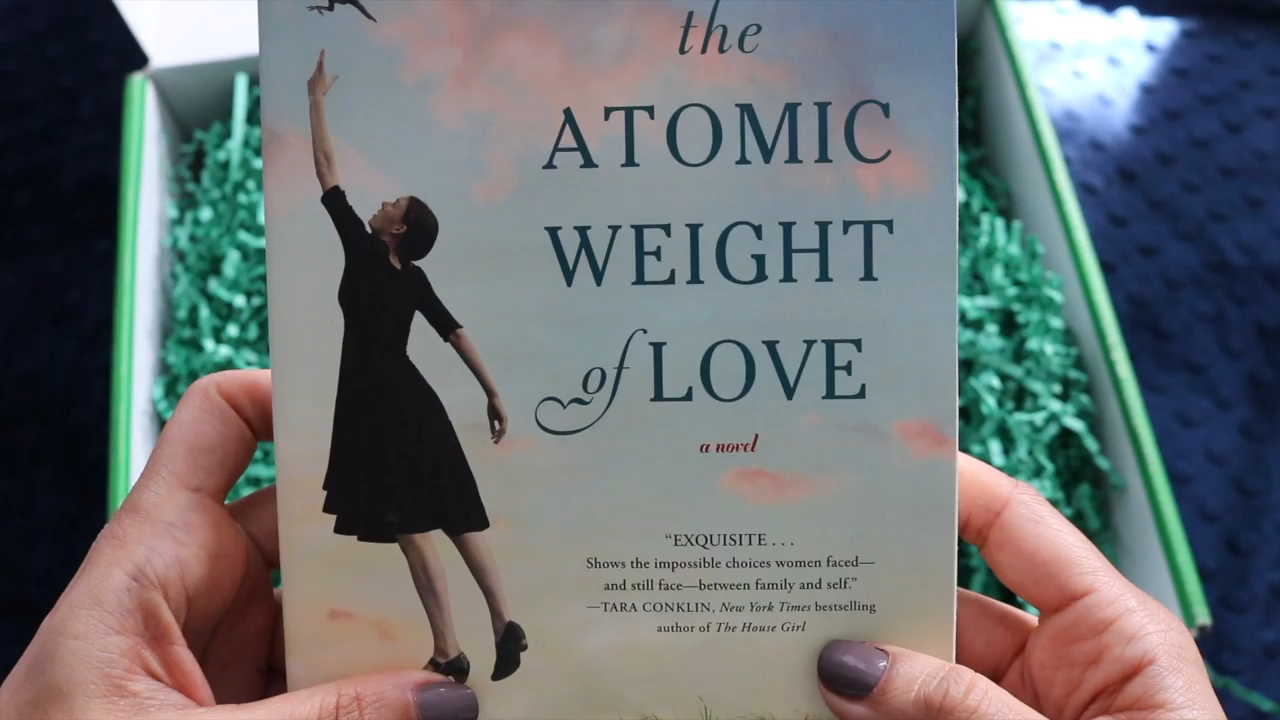 the
ATOMIC
WEIGHT
of LOVE
a novel
“EXQUISITE . . .
Shows the impossible choices women faced—
and still face—between family and self.”
—TARA CONKLIN, New York Times bestselling
author of The House Girl